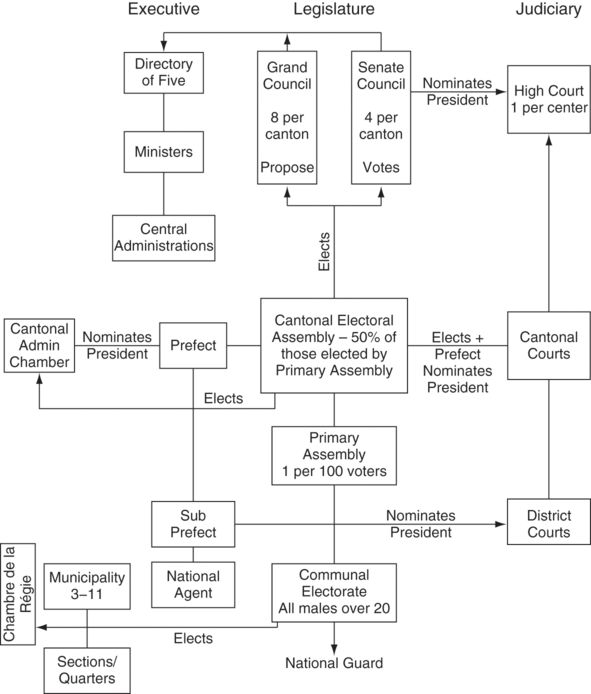 Executive
Legislature
Judiciary
Directory
of Five
Grand
Council
8 per
canton
Propose
Senate
Council
4 per
canton
Votes
Nominates
President
High Court
1 per center
Ministers
Central
Administrations
Elects
Cantonal
Admin
Chamber
Nominates
President
Prefect
Cantonal Electoral
Assembly – 50% of
those elected by
Primary Assembly
Elects +
Prefect
Nominates
President
Cantonal
Courts
Elects
Primary
Assembly
1 per 100 voters
Sub
Prefect
Nominates
President
District
Courts
Chambre de la
Régie
Municipality
3–11
National
Agent
Communal
Electorate
All males over 20
Elects
Sections/
Quarters
National Guard